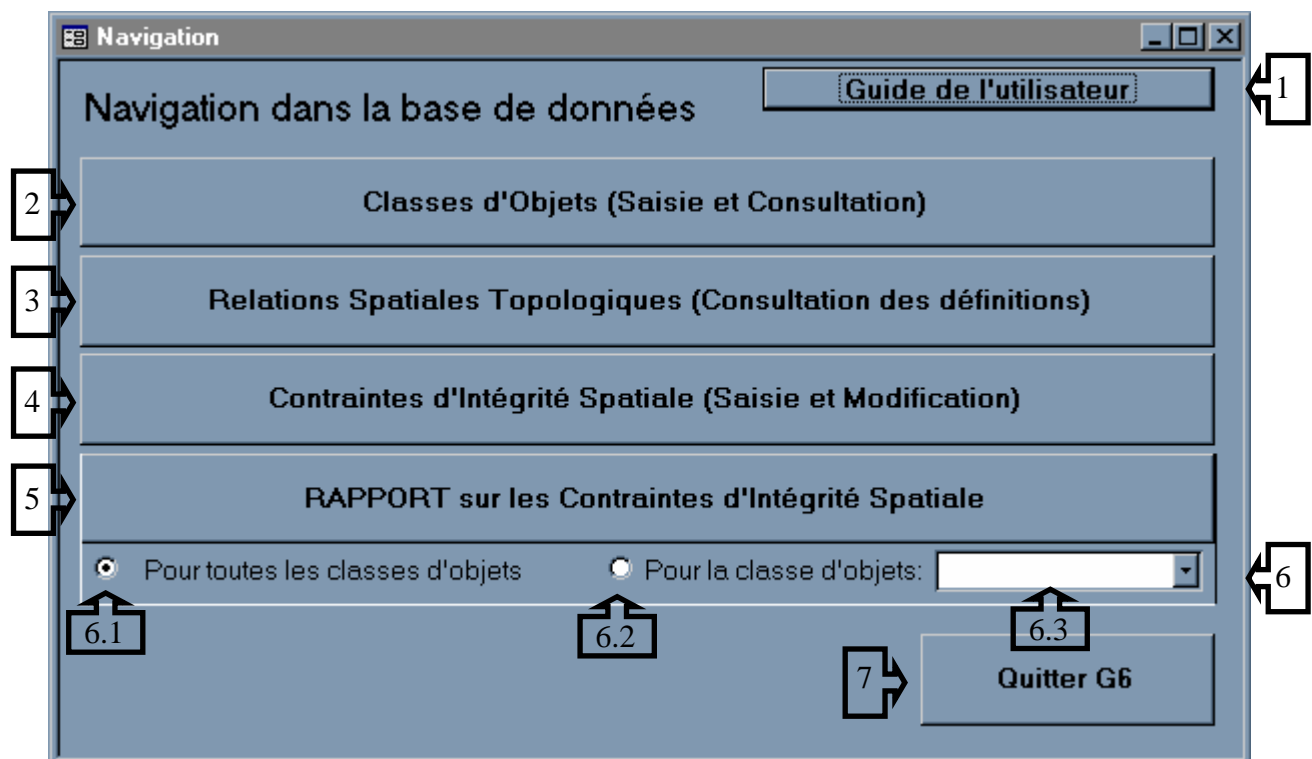 Navigation
Guide de l'utilisateur
1
Navigation dans la base de données
2
Classes d'Objets (Saisie et Consultation)
3
Relations Spatiales Topologiques (Consultation des définitions)
4
Contraintes d'Intégrité Spatiale (Saisie et Modification)
5
RAPPORT sur les Contraintes d'Intégrité Spatiale
Pour toutes les classes d'objets
Pour la classe d'objets:
6
6.1
6.2
6.3
7
Quitter G6